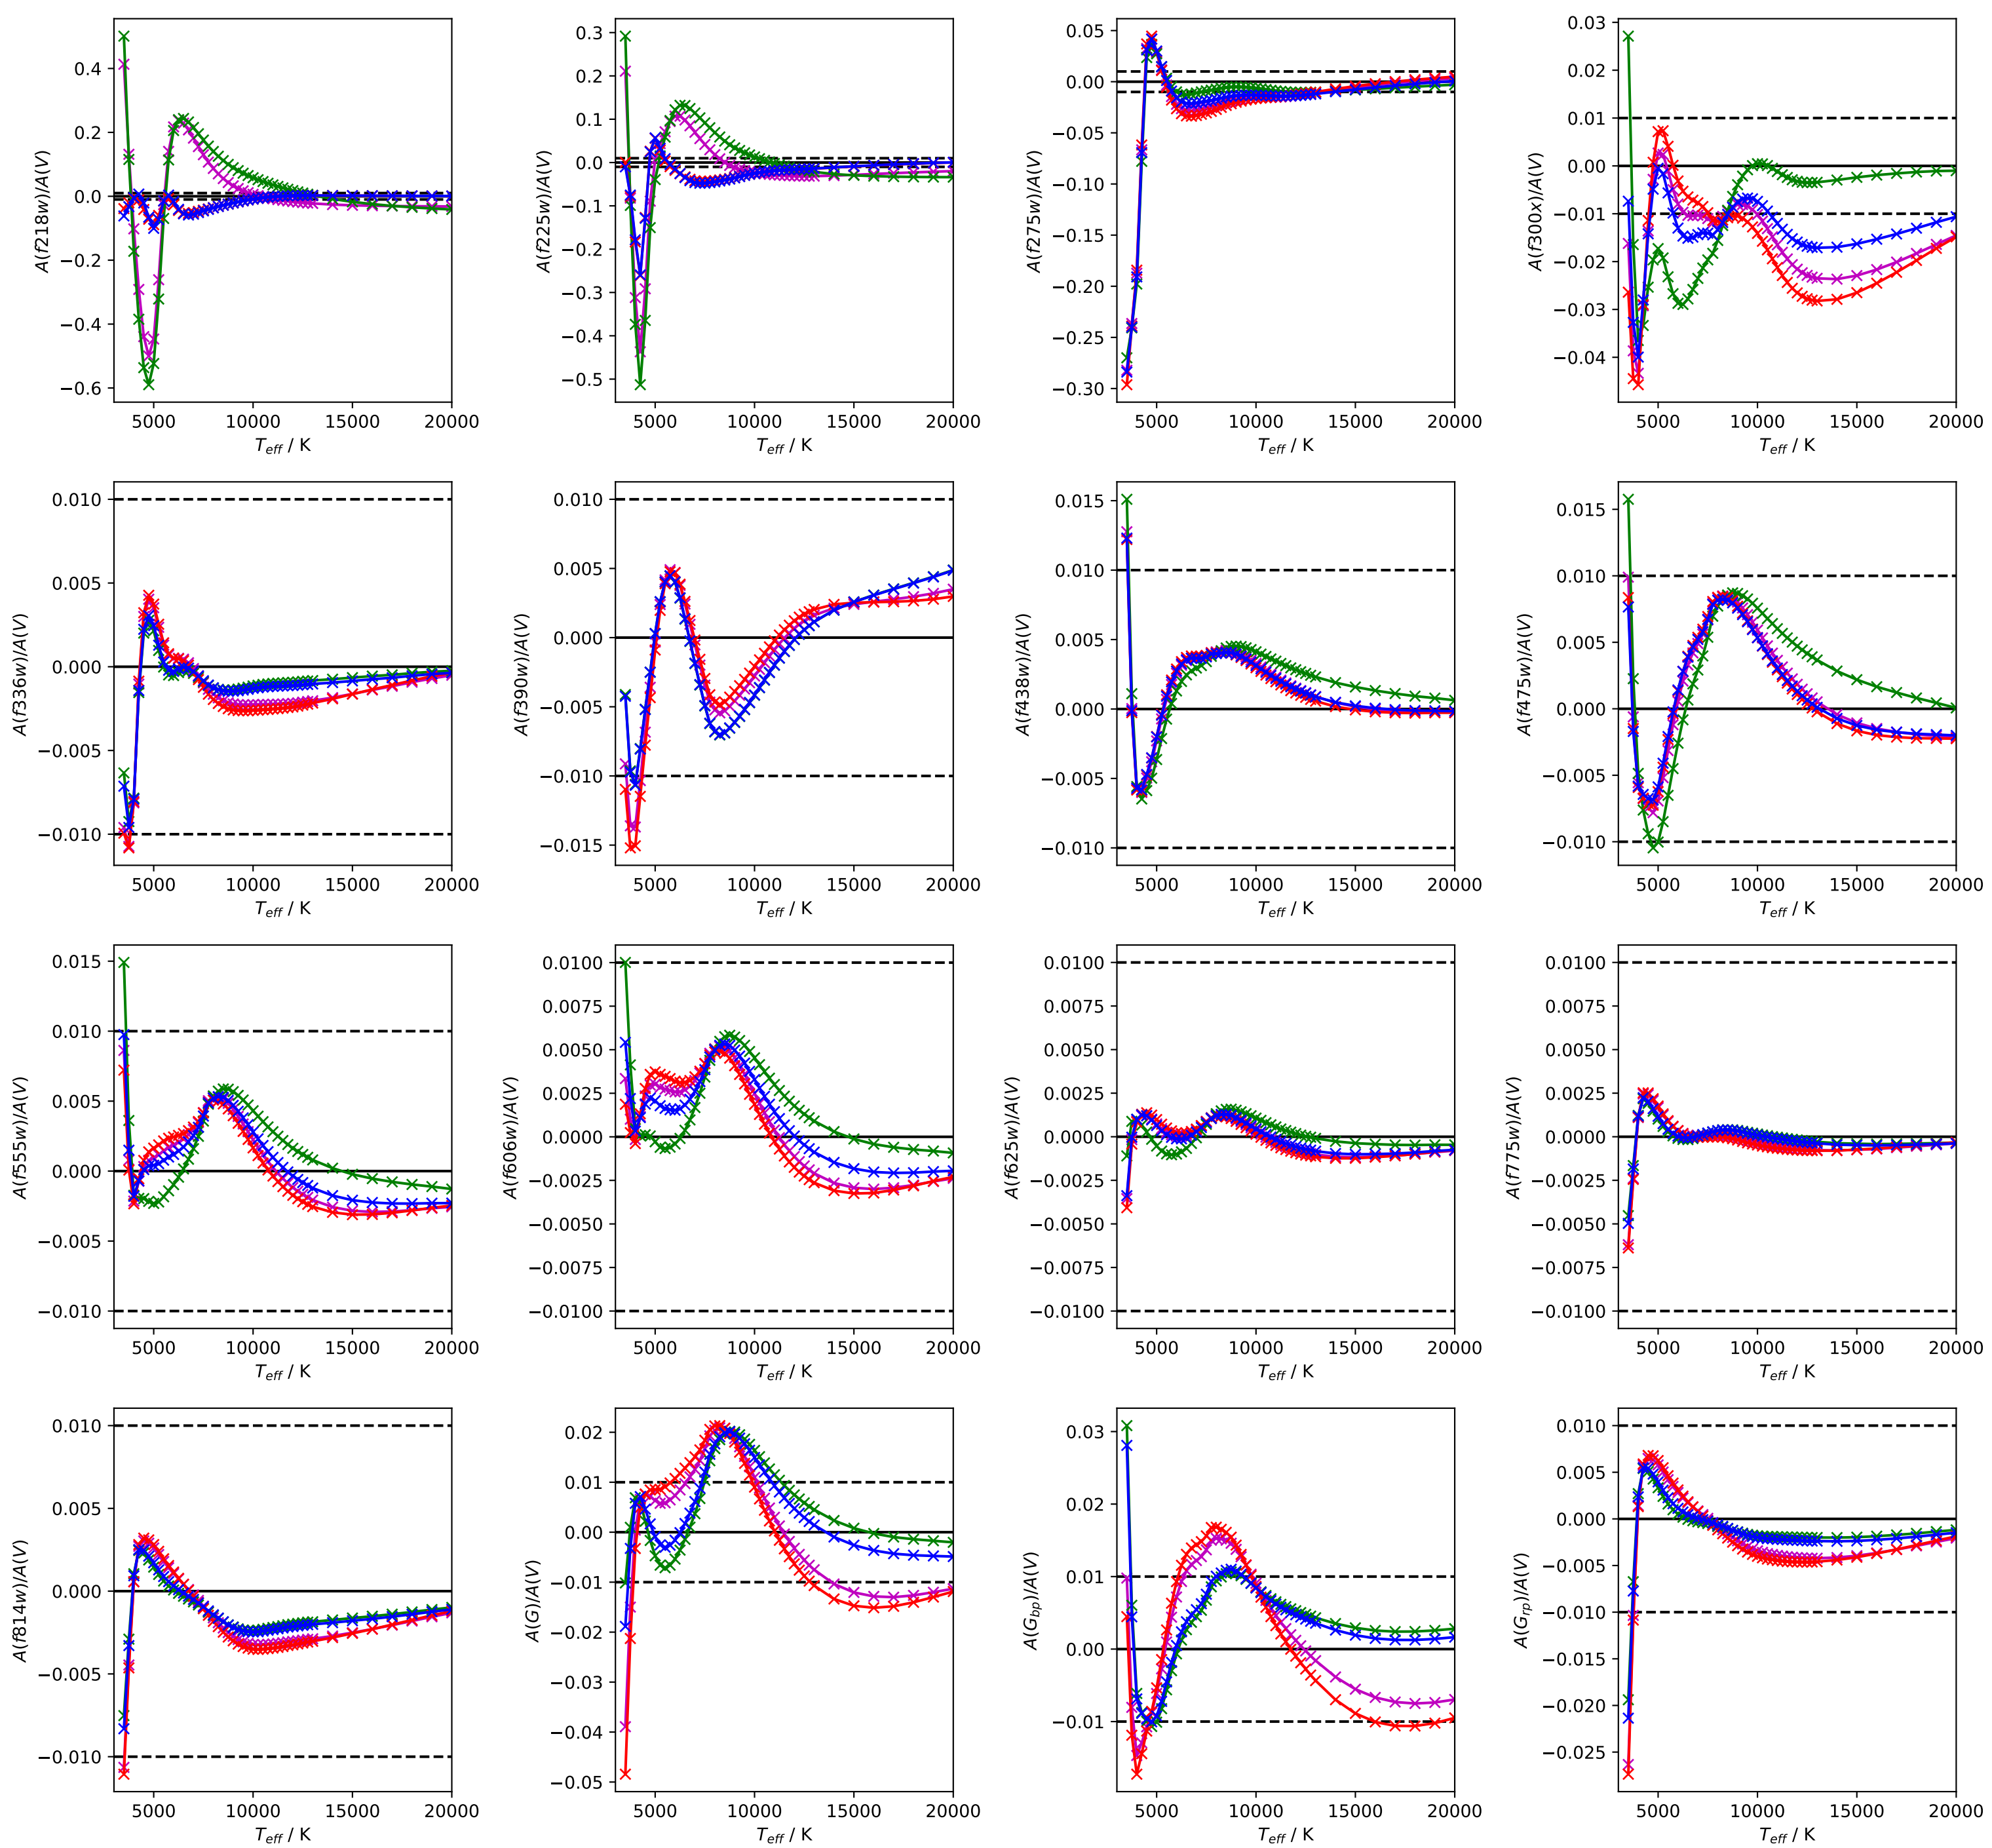 A(f218w)/A(V)
0.4
0.2
0.0
−0.2
−0.4
−0.6
5000 10000 15000 20000
T_eff / K
A(f225w)/A(V)
0.3
0.2
0.1
0.0
−0.1
−0.2
−0.3
−0.4
−0.5
5000 10000 15000 20000
T_eff / K
A(f275w)/A(V)
0.05
0.00
−0.05
−0.10
−0.15
−0.20
−0.25
−0.30
5000 10000 15000 20000
T_eff / K
A(f300x)/A(V)
0.03
0.02
0.01
0.00
−0.01
−0.02
−0.03
−0.04
5000 10000 15000 20000
T_eff / K
A(f336w)/A(V)
0.010
0.005
0.000
−0.005
−0.010
5000 10000 15000 20000
T_eff / K
A(f390w)/A(V)
0.010
0.005
0.000
−0.005
−0.010
−0.015
5000 10000 15000 20000
T_eff / K
A(f438w)/A(V)
0.015
0.010
0.005
0.000
−0.005
−0.010
5000 10000 15000 20000
T_eff / K
A(f475w)/A(V)
0.015
0.010
0.005
0.000
−0.005
−0.010
5000 10000 15000 20000
T_eff / K
A(f555w)/A(V)
0.015
0.010
0.005
0.000
−0.005
−0.010
5000 10000 15000 20000
T_eff / K
A(f606w)/A(V)
0.0100
0.0075
0.0050
0.0025
0.0000
−0.0025
−0.0050
−0.0075
−0.0100
5000 10000 15000 20000
T_eff / K
A(f625w)/A(V)
0.0100
0.0075
0.0050
0.0025
0.0000
−0.0025
−0.0050
−0.0075
−0.0100
5000 10000 15000 20000
T_eff / K
A(f775w)/A(V)
0.0100
0.0075
0.0050
0.0025
0.0000
−0.0025
−0.0050
−0.0075
−0.0100
5000 10000 15000 20000
T_eff / K
A(f814w)/A(V)
0.010
0.005
0.000
−0.005
−0.010
5000 10000 15000 20000
T_eff / K
A(G)/A(V)
0.02
0.01
0.00
−0.01
−0.02
−0.03
−0.04
−0.05
5000 10000 15000 20000
T_eff / K
A(G_bp)/A(V)
0.03
0.02
0.01
0.00
−0.01
5000 10000 15000 20000
T_eff / K
A(G_rp)/A(V)
0.010
0.005
0.000
−0.005
−0.010
−0.015
−0.020
−0.025
5000 10000 15000 20000
T_eff / K